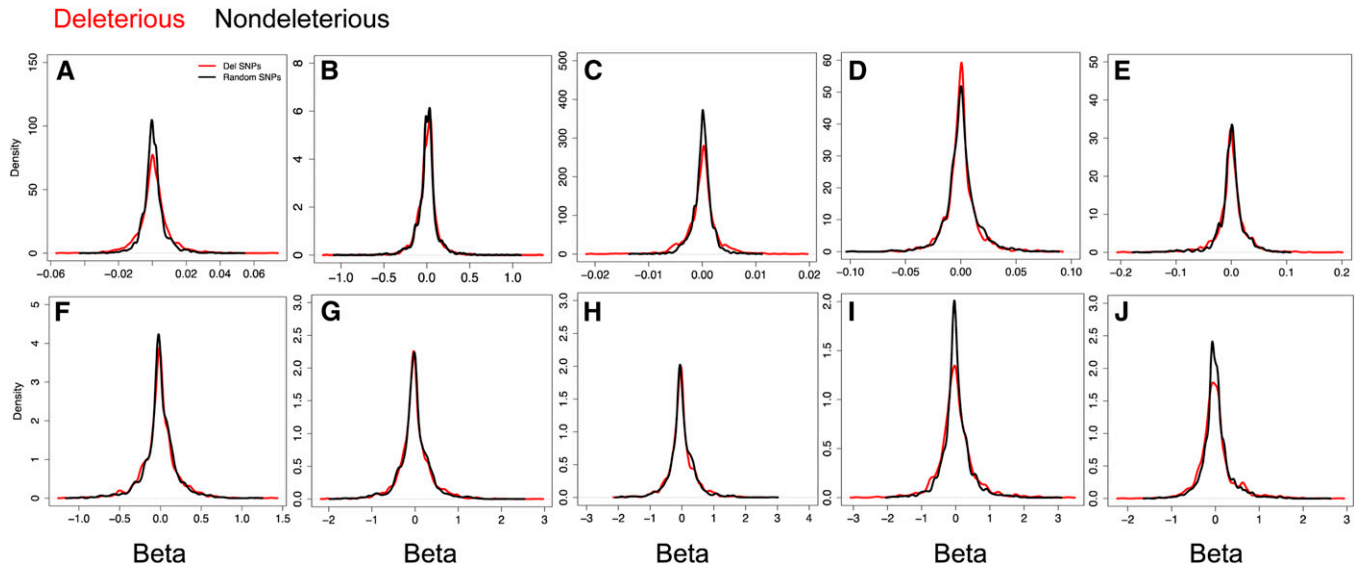 Deleterious Nondeleterious
A
Del SNPs
Random SNPs
Density
0 50 100 150
−0.06 −0.02 0.00 0.02 0.04 0.06
B
0 2 4 6 8
−1.0 −0.5 0.0 0.5 1.0
C
0 100 200 300 400 500
−0.02 −0.01 0.00 0.01 0.02
D
0 10 20 30 40 50 60
−0.10 −0.05 0.00 0.05 0.10
E
0 10 20 30 40 50
−0.2 −0.1 0.0 0.1 0.2
F
Density
0 1 2 3 4 5
−1.0 −0.5 0.0 0.5 1.0 1.5
G
0.0 0.5 1.0 1.5 2.0 2.5 3.0
−2 −1 0 1 2 3
H
0.0 0.5 1.0 1.5 2.0 2.5 3.0
−3 −2 −1 0 1 2 3 4
I
0.0 0.5 1.0 1.5 2.0
−3 −2 −1 0 1 2 3
J
0.0 0.5 1.0 1.5 2.0 2.5 3.0
−2 −1 0 1 2 3
Beta Beta Beta Beta Beta